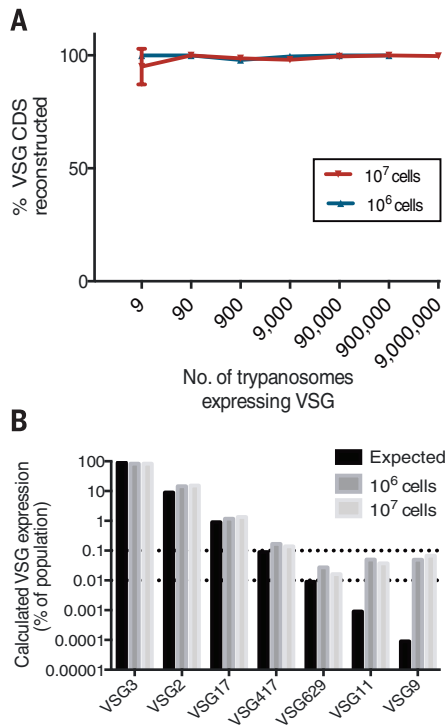 A
% VSG CDS
reconstructed
100
50
0
10⁷ cells
10⁶ cells
9
90
900
9,000
90,000
900,000
9,000,000
No. of trypanosomes
expressing VSG
B
Calculated VSG expression
(% of population)
100
10
1
0.1
0.01
0.001
0.0001
0.00001
Expected
10⁶ cells
10⁷ cells
VSG3
VSG2
VSG17
VSG417
VSG629
VSG11
VSG9